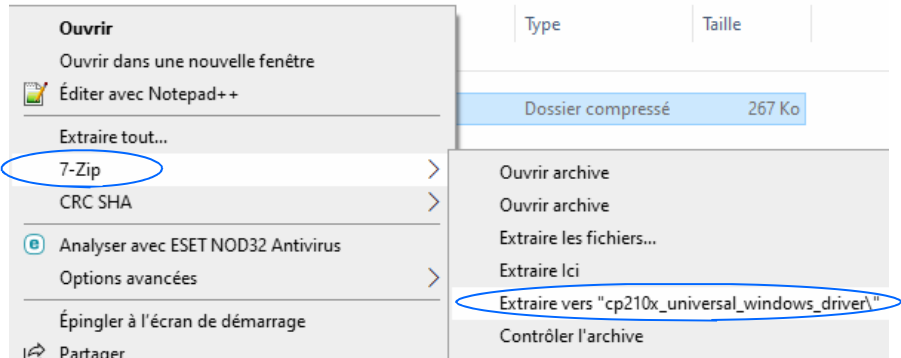 Type Taille
Ouvrir
Ouvrir dans une nouvelle fenêtre
Éditer avec Notepad++
Dossier compressé 267 Ko
Extraire tout...
7-Zip
CRC SHA
Analyser avec ESET NOD32 Antivirus
Options avancées
Épingler à l'écran de démarrage
Partager
Ouvrir archive
Ouvrir archive
Extraire les fichiers...
Extraire Ici
Extraire vers "cp210x_universal_windows_driver\"
Contrôler l'archive